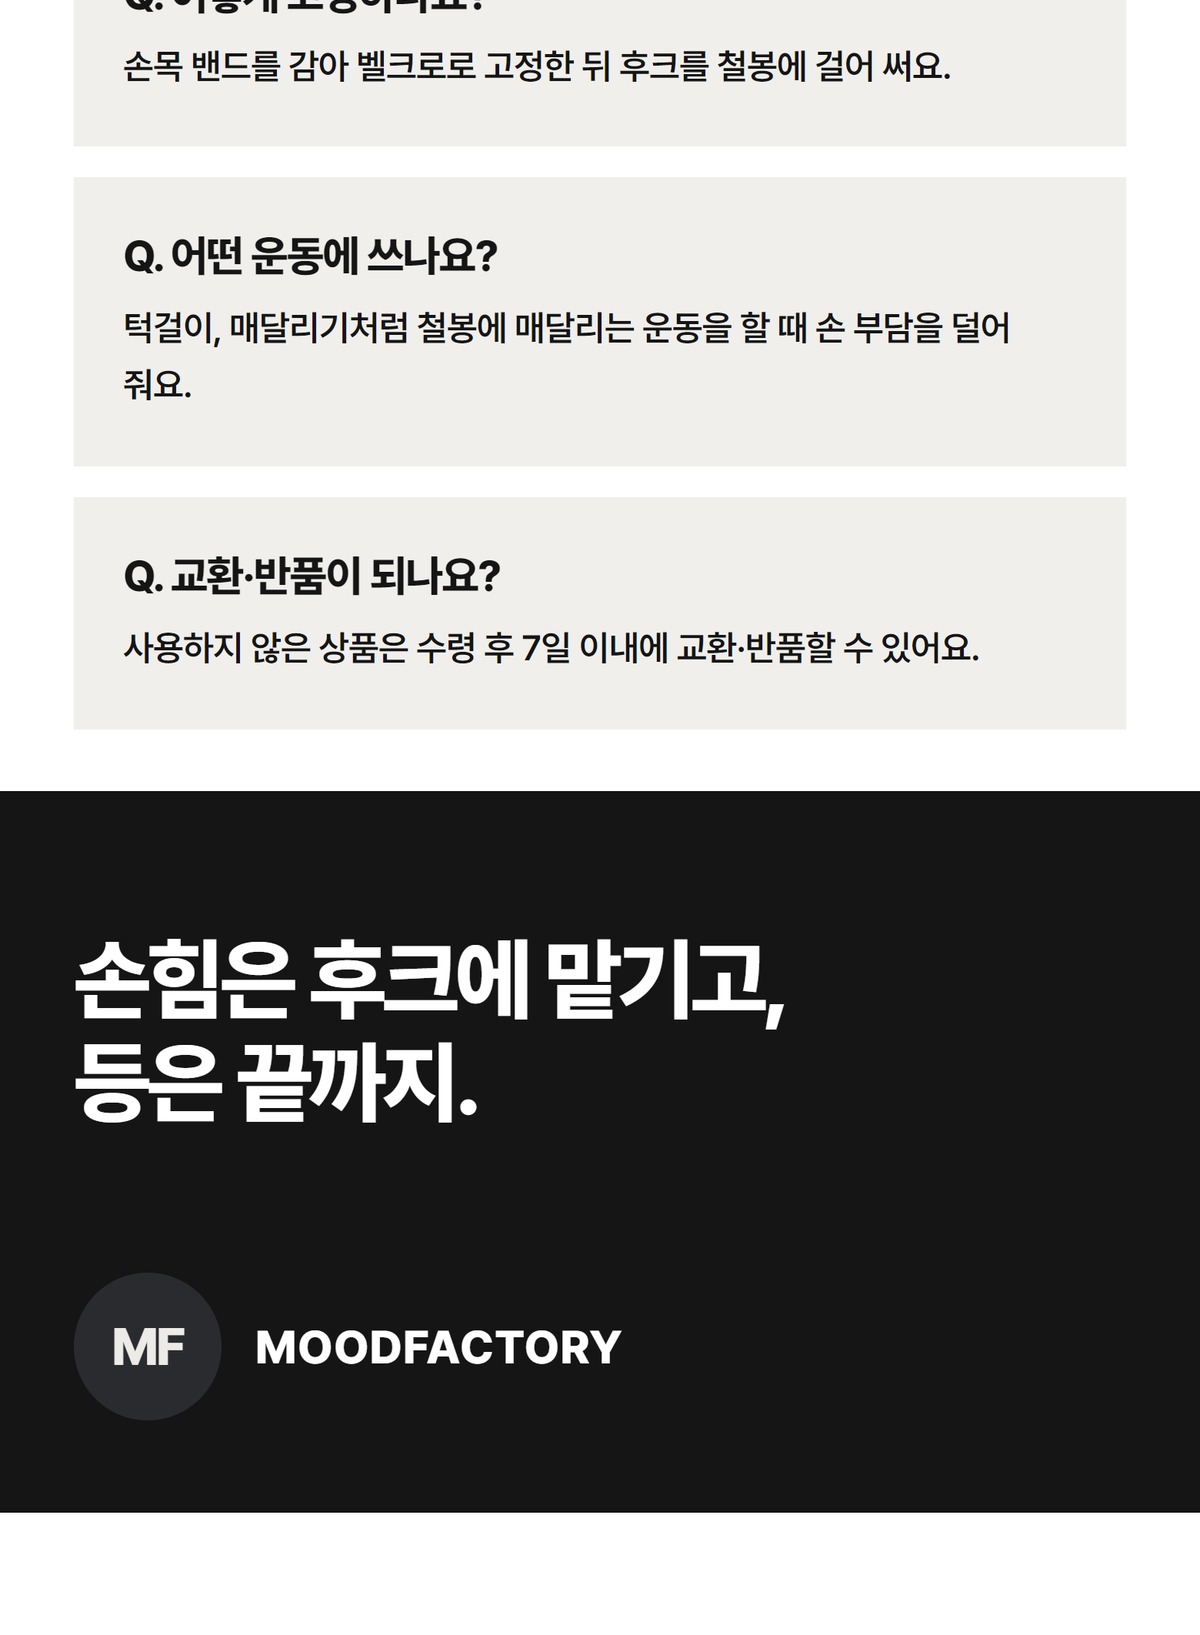 손목 밴드를 감아 벨크로로 고정한 뒤 후크를 철봉에 걸어 써요.
Q. 어떤 운동에 쓰나요?
턱걸이, 매달리기처럼 철봉에 매달리는 운동을 할 때 손 부담을 덜어
줘요.
Q. 교환·반품이 되나요?
사용하지 않은 상품은 수령 후 7일 이내에 교환·반품할 수 있어요.
손힘은 후크에 맡기고,
등은 끝까지.
MF
MOODFACTORY